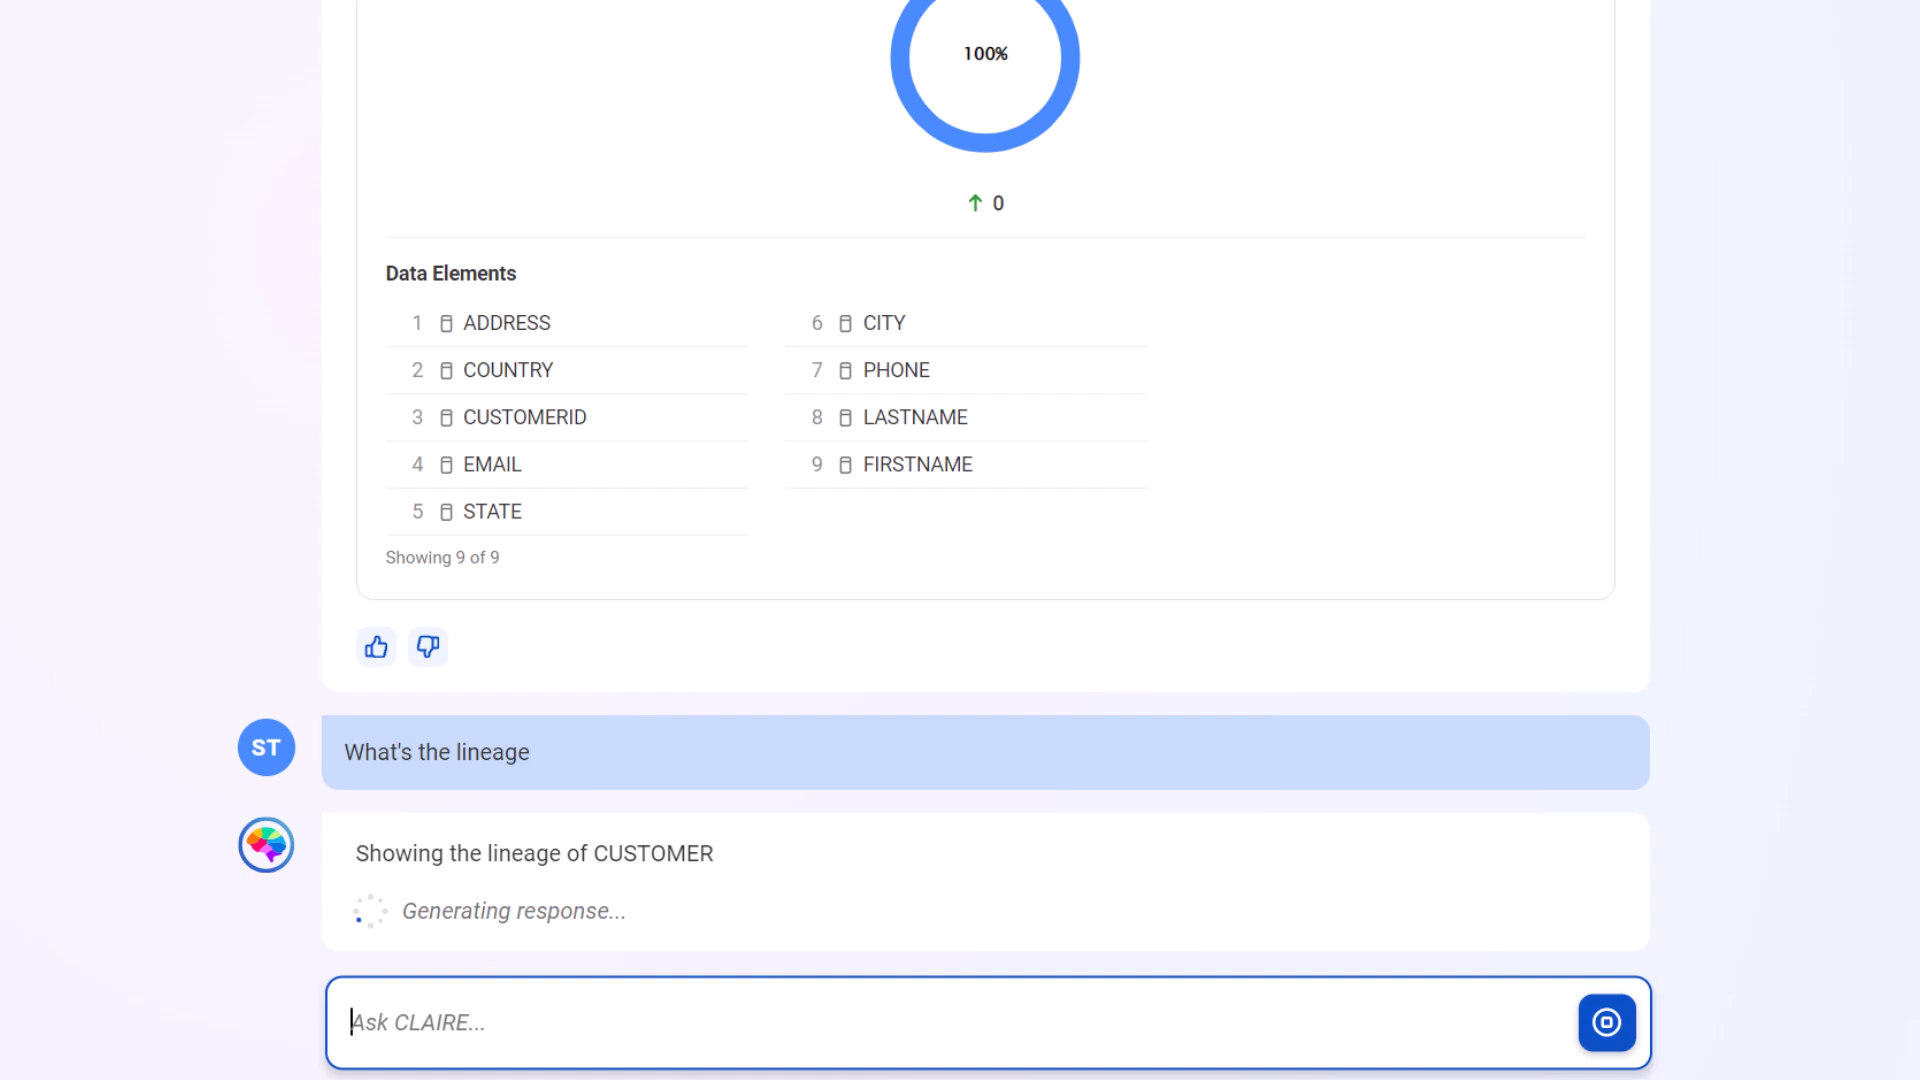 100%
↑ 0
Data Elements
1 ADDRESS
2 COUNTRY
3 CUSTOMERID
4 EMAIL
5 STATE
6 CITY
7 PHONE
8 LASTNAME
9 FIRSTNAME
Showing 9 of 9
ST
What's the lineage
Showing the lineage of CUSTOMER
Generating response...
Ask CLAIRE...